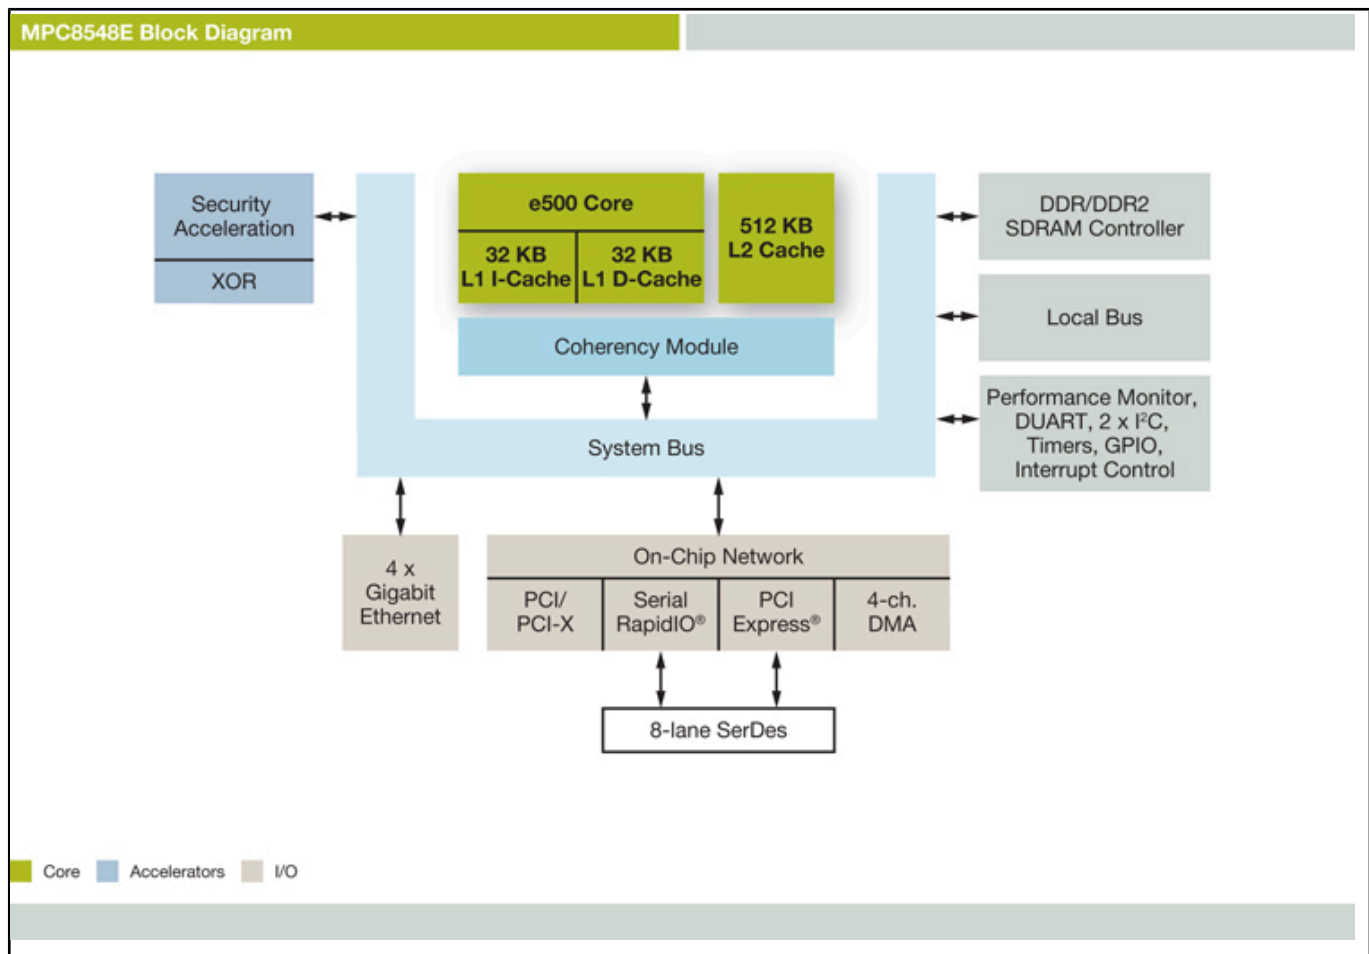 MPC8548E Block Diagram
Security
Acceleration
XOR
e500 Core
32 KB
L1 I-Cache
32 KB
L1 D-Cache
512 KB
L2 Cache
Coherency Module
System Bus
DDR/DDR2
SDRAM Controller
Local Bus
Performance Monitor,
DUART, 2 x I²C,
Timers, GPIO,
Interrupt Control
4 x
Gigabit
Ethernet
On-Chip Network
PCI/
PCI-X
Serial
RapidIO®
PCI
Express®
4-ch.
DMA
8-lane SerDes
Core
Accelerators
I/O